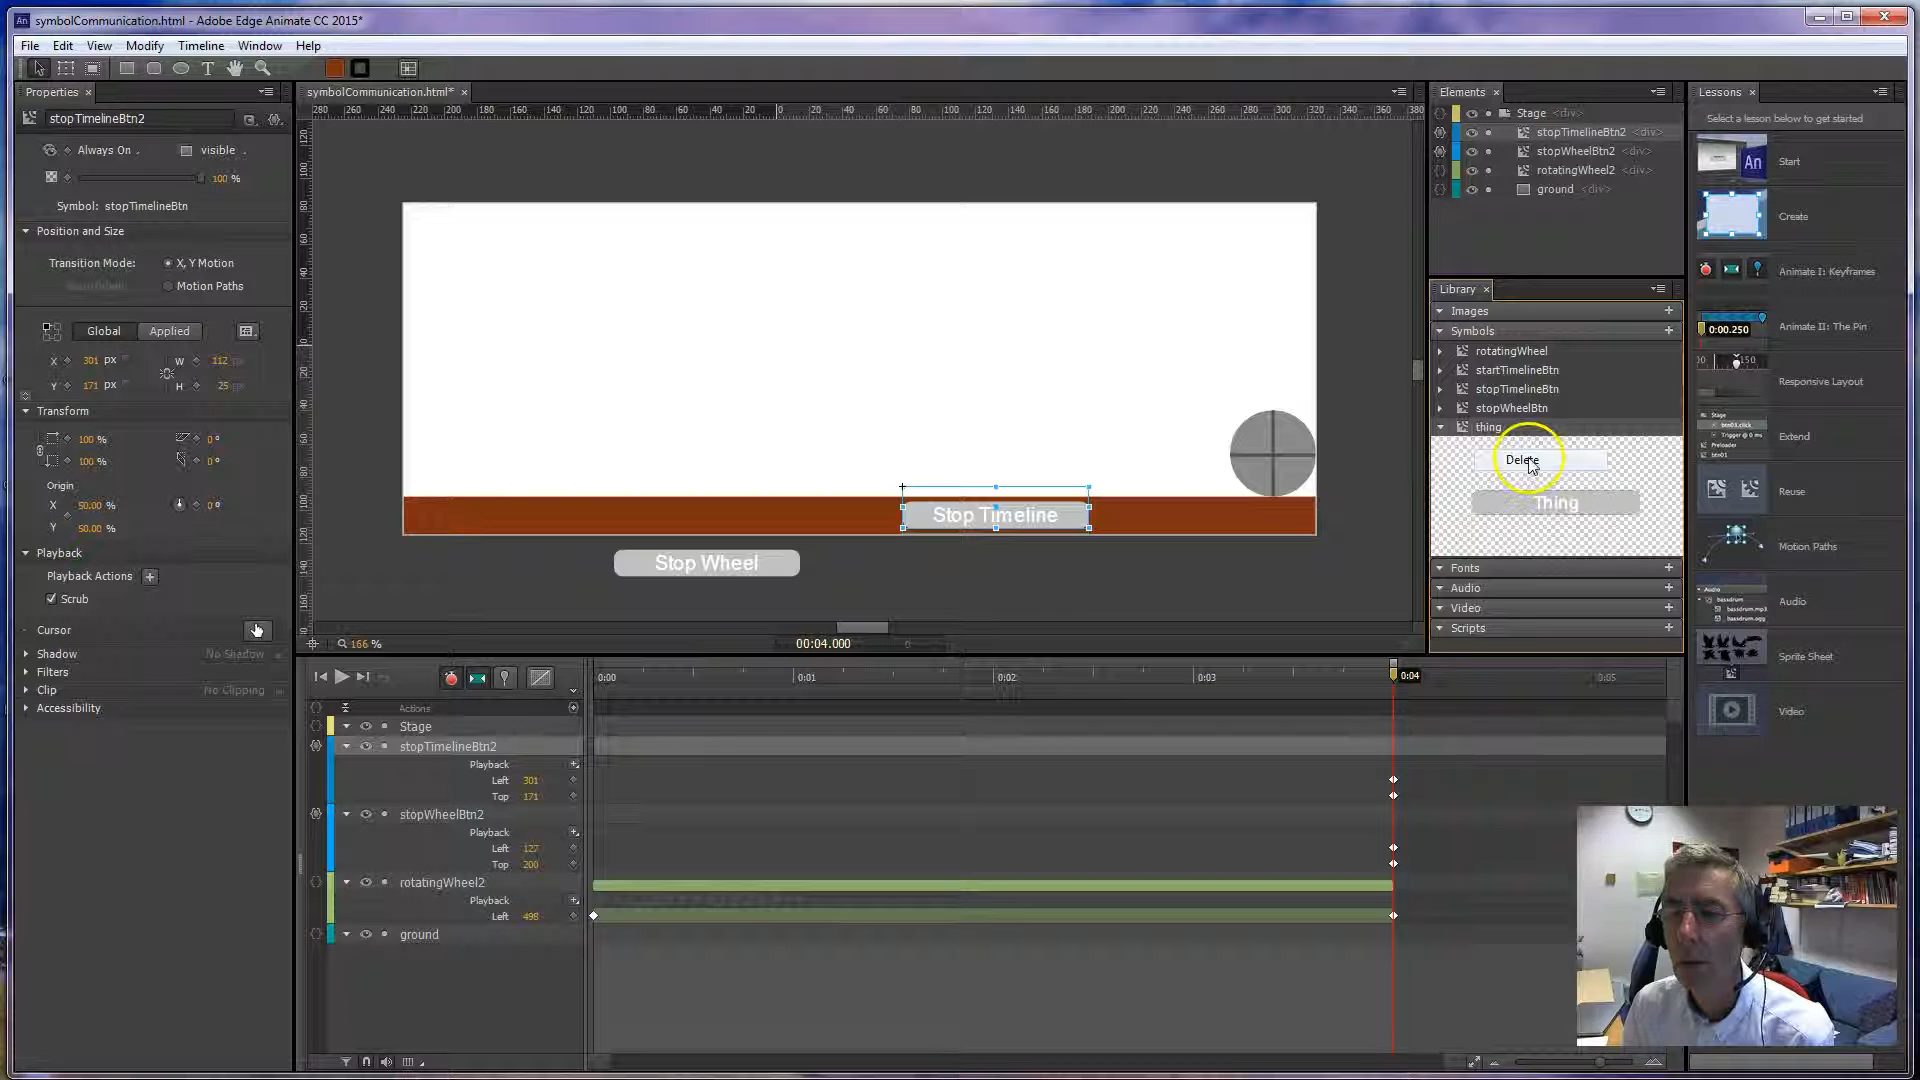 symbolCommunication.html* - Adobe Edge Animate CC 2015*
File Edit View Modify Timeline Window Help
Properties
symbolCommunication.html*
Elements
Lessons
stopTimelineBtn2
Always On
visible
100 %
Symbol: stopTimelineBtn
Position and Size
Transition Mode:
X, Y Motion
Motion Paths
Global
Applied
X 301 px
W 112
Y 171 px
H 25
Transform
100 %
0°
100 %
0°
Origin
X 50.00 %
0°
Y 50.00 %
Playback
Playback Actions
Scrub
Cursor
Shadow
No Shadow
Filters
Clip
No Clipping
Accessibility
Stop Timeline
Stop Wheel
166 %
00:04.000
Stage <div>
stopTimelineBtn2 <div>
stopWheelBtn2 <div>
rotatingWheel2 <div>
ground <div>
Library
Images
Symbols
rotatingWheel
startTimelineBtn
stopTimelineBtn
stopWheelBtn
thing
Delete
Thing
Fonts
Audio
Video
Scripts
Select a lesson below to get started
Start
Create
Animate I: Keyframes
0:00.250
Animate II: The Pin
Responsive Layout
Extend
Reuse
Motion Paths
Audio
Sprite Sheet
Video
0:00 0:01 0:02 0:03 0:04 0:05
Actions
Stage
stopTimelineBtn2
Playback
Left 301
Top 171
stopWheelBtn2
Playback
Left 127
Top 200
rotatingWheel2
Playback
Left 498
ground